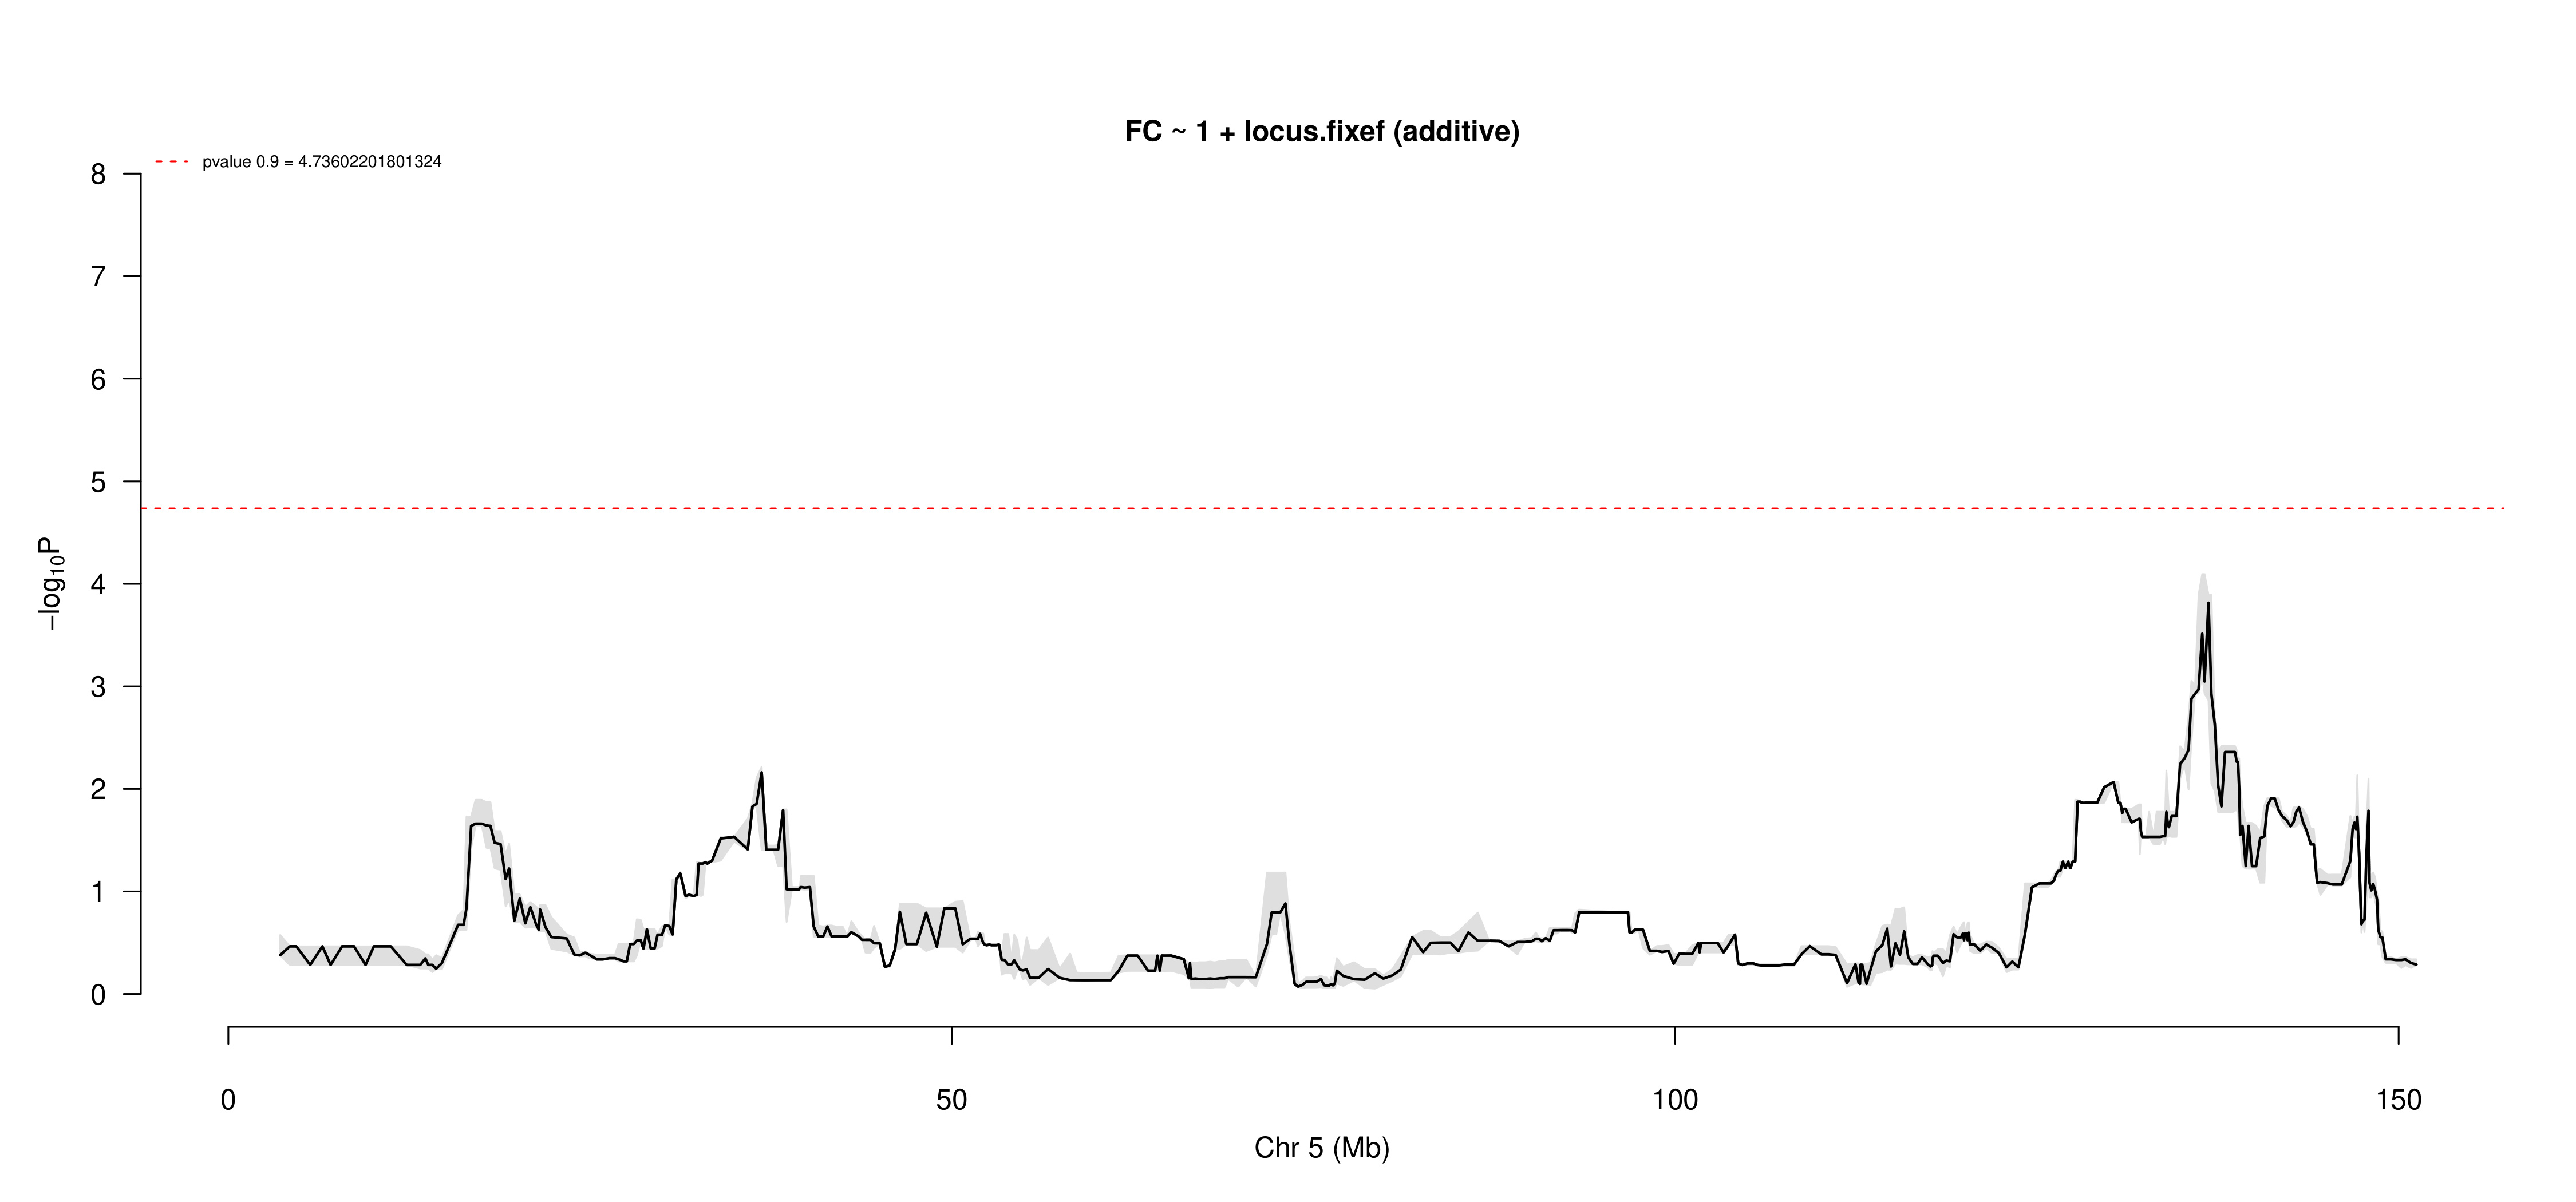 FC ~ 1 + locus.fixef (additive)
pvalue 0.9 = 4.73602201801324
8
7
6
5
4
3
2
1
0
−log10P
0 50 100 150
Chr 5 (Mb)